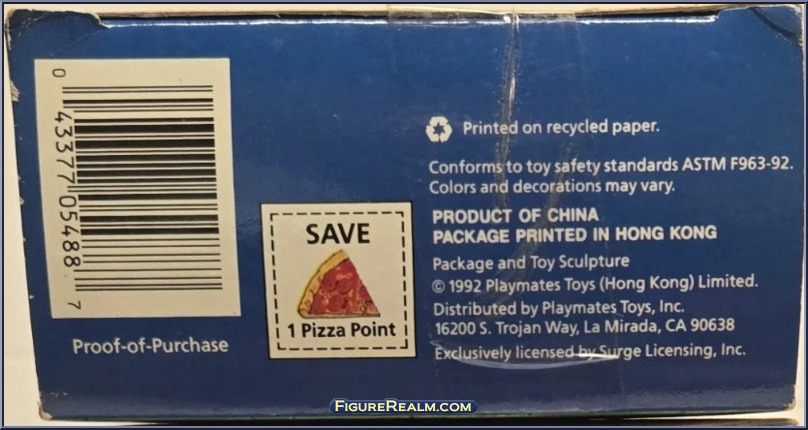 0 43377 05488 7
Proof-of-Purchase
SAVE
1 Pizza Point
Printed on recycled paper.
Conforms to toy safety standards ASTM F963-92.
Colors and decorations may vary.
PRODUCT OF CHINA
PACKAGE PRINTED IN HONG KONG
Package and Toy Sculpture
© 1992 Playmates Toys (Hong Kong) Limited.
Distributed by Playmates Toys, Inc.
16200 S. Trojan Way, La Mirada, CA 90638
Exclusively licensed by Surge Licensing, Inc.
FIGUREREALM.COM